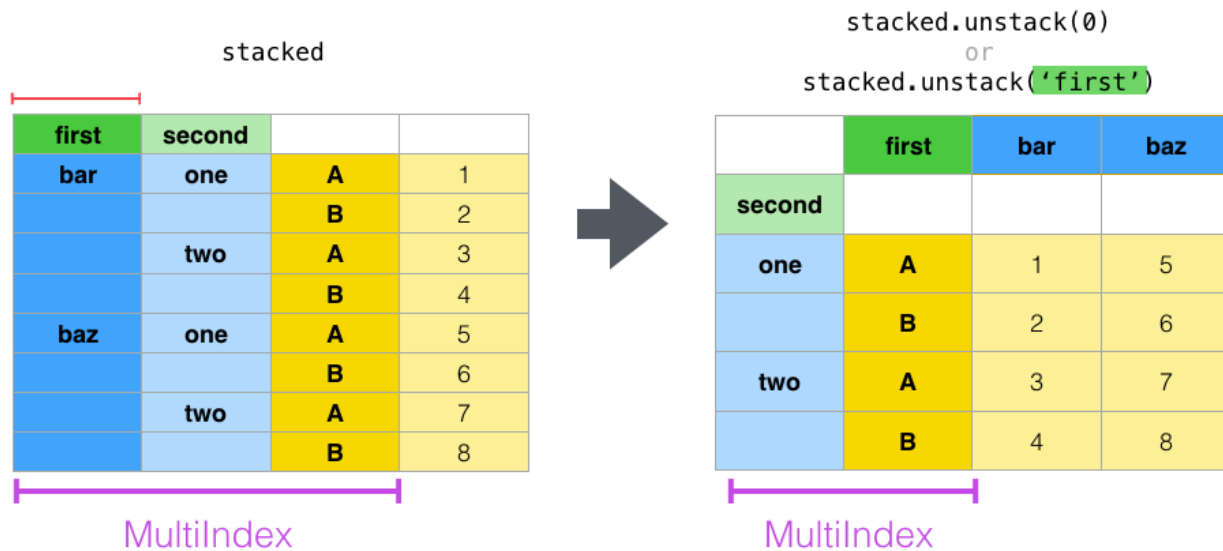 stacked
first second
bar one A 1
B 2
two A 3
B 4
baz one A 5
B 6
two A 7
B 8
MultiIndex
stacked.unstack(0)
or
stacked.unstack(‘first’)
first bar baz
second
one A 1 5
B 2 6
two A 3 7
B 4 8
MultiIndex